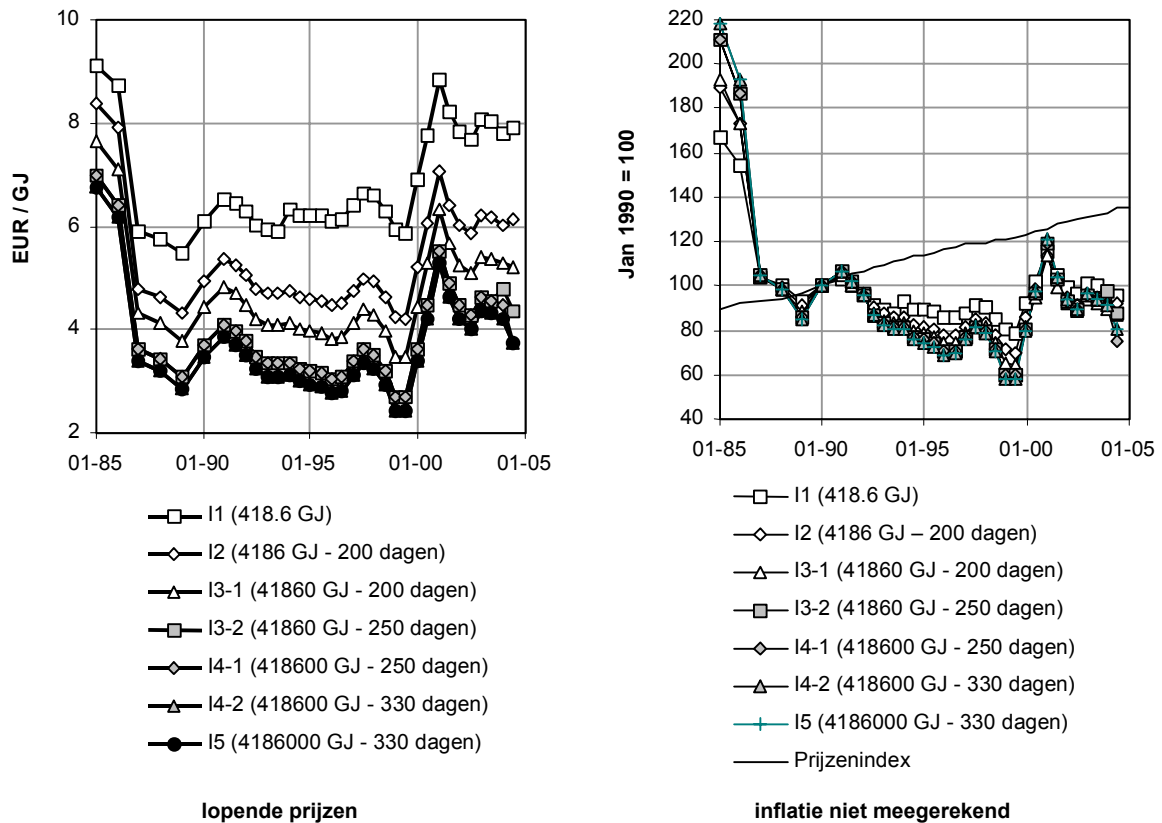 10
8
6
4
2
EUR / GJ
01-85
01-90
01-95
01-00
01-05
I1 (418.6 GJ)
I2 (4186 GJ - 200 dagen)
I3-1 (41860 GJ - 200 dagen)
I3-2 (41860 GJ - 250 dagen)
I4-1 (418600 GJ - 250 dagen)
I4-2 (418600 GJ - 330 dagen)
I5 (4186000 GJ - 330 dagen)
lopende prijzen
220
200
180
160
140
120
100
80
60
40
Jan 1990 = 100
01-85
01-90
01-95
01-00
01-05
I1 (418.6 GJ)
I2 (4186 GJ – 200 dagen)
I3-1 (41860 GJ - 200 dagen)
I3-2 (41860 GJ - 250 dagen)
I4-1 (418600 GJ - 250 dagen)
I4-2 (418600 GJ - 330 dagen)
I5 (4186000 GJ - 330 dagen)
Prijzenindex
inflatie niet meegerekend